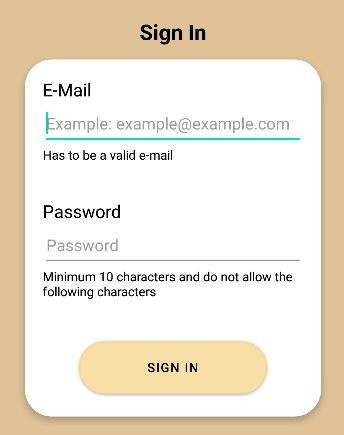 Sign In
E-Mail
Example: example@example.com
Has to be a valid e-mail
Password
Password
Minimum 10 characters and do not allow the
following characters
SIGN IN